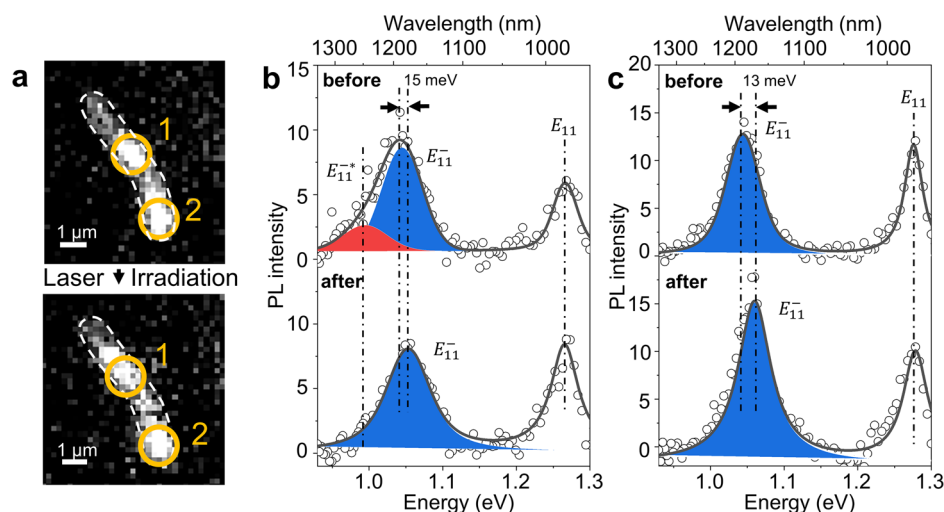 a
1
2
1 μm
Laser Irradiation
1
2
1 μm
Wavelength (nm)
1300 1200 1100 1000
b
before
15 meV
E₁₁⁻*
E₁₁⁻
E₁₁
after
E₁₁⁻
PL intensity
15
10
5
0
10
5
0
1.0 1.1 1.2 1.3
Energy (eV)
Wavelength (nm)
1300 1200 1100 1000
c
before
13 meV
E₁₁⁻
E₁₁
after
E₁₁⁻
PL intensity
20
15
10
5
0
20
15
10
5
0
1.0 1.1 1.2 1.3
Energy (eV)